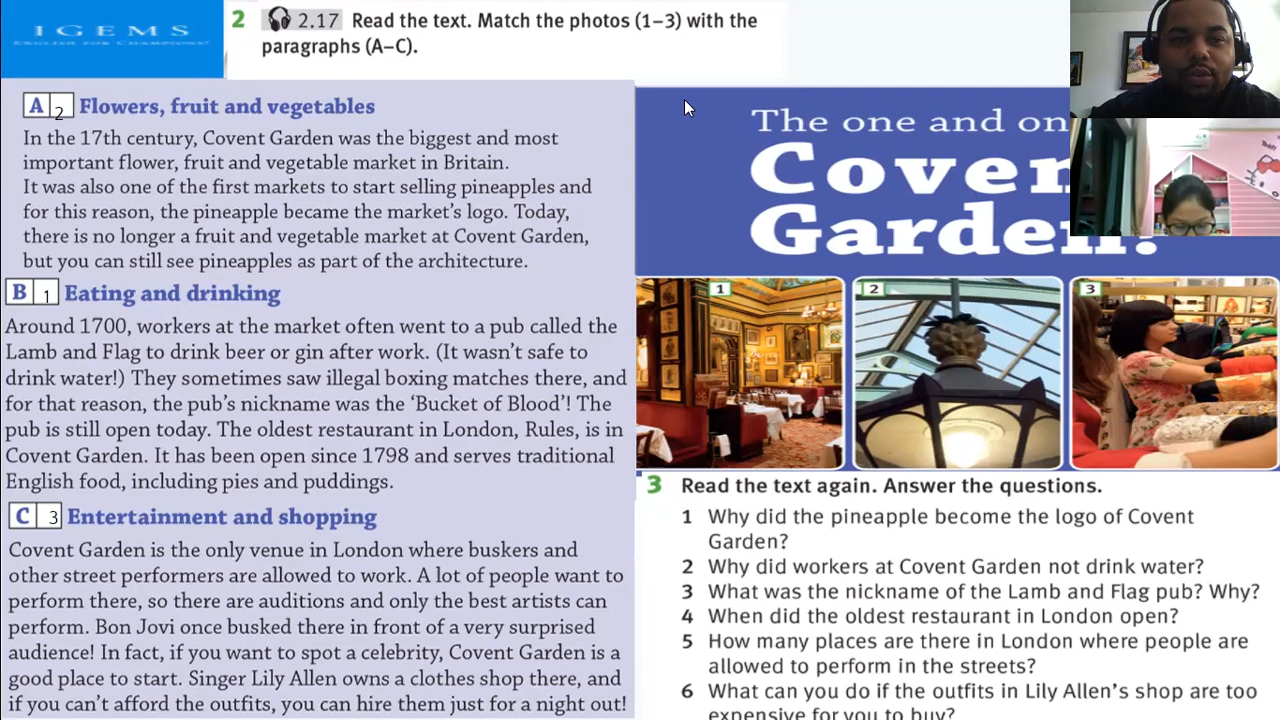 IGEMS
ENGLISH FOR CHAMPIONS!
2 2.17 Read the text. Match the photos (1–3) with the
paragraphs (A–C).
A 2 Flowers, fruit and vegetables
In the 17th century, Covent Garden was the biggest and most
important flower, fruit and vegetable market in Britain.
It was also one of the first markets to start selling pineapples and
for this reason, the pineapple became the market's logo. Today,
there is no longer a fruit and vegetable market at Covent Garden,
but you can still see pineapples as part of the architecture.
B 1 Eating and drinking
Around 1700, workers at the market often went to a pub called the
Lamb and Flag to drink beer or gin after work. (It wasn't safe to
drink water!) They sometimes saw illegal boxing matches there, and
for that reason, the pub's nickname was the 'Bucket of Blood'! The
pub is still open today. The oldest restaurant in London, Rules, is in
Covent Garden. It has been open since 1798 and serves traditional
English food, including pies and puddings.
C 3 Entertainment and shopping
Covent Garden is the only venue in London where buskers and
other street performers are allowed to work. A lot of people want to
perform there, so there are auditions and only the best artists can
perform. Bon Jovi once busked there in front of a very surprised
audience! In fact, if you want to spot a celebrity, Covent Garden is a
good place to start. Singer Lily Allen owns a clothes shop there, and
if you can't afford the outfits, you can hire them just for a night out!
The one and on
Coven
Garden!
1
2
3
3 Read the text again. Answer the questions.
1 Why did the pineapple become the logo of Covent
Garden?
2 Why did workers at Covent Garden not drink water?
3 What was the nickname of the Lamb and Flag pub? Why?
4 When did the oldest restaurant in London open?
5 How many places are there in London where people are
allowed to perform in the streets?
6 What can you do if the outfits in Lily Allen's shop are too
expensive for you to buy?